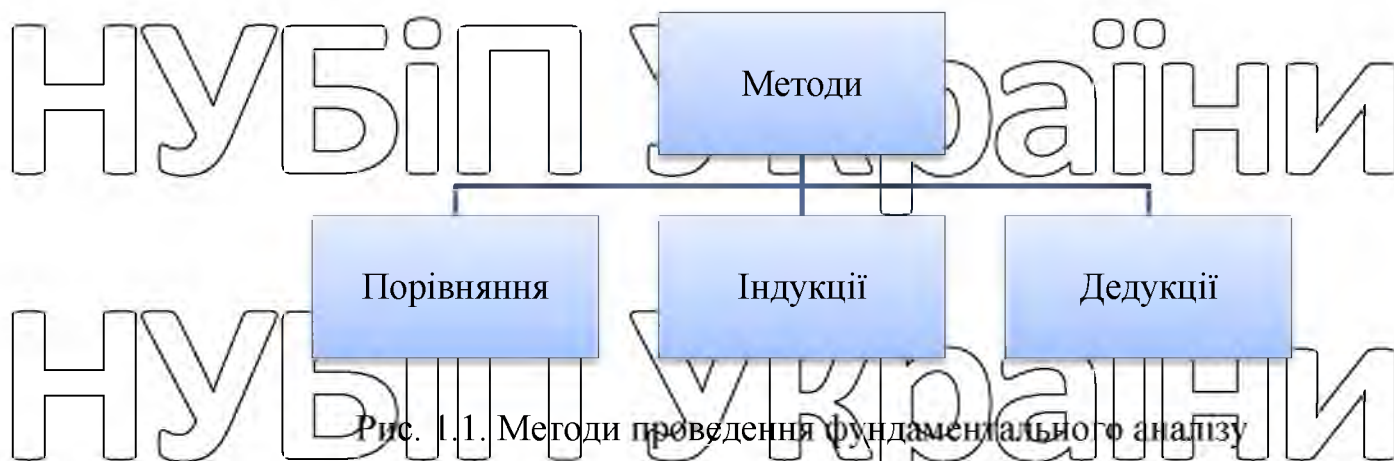 НУБіП України
Методи
Порівняння Індукції Дедукції
НУБіП України
Рис. 1.1. Методи проведення фундаментального аналізу